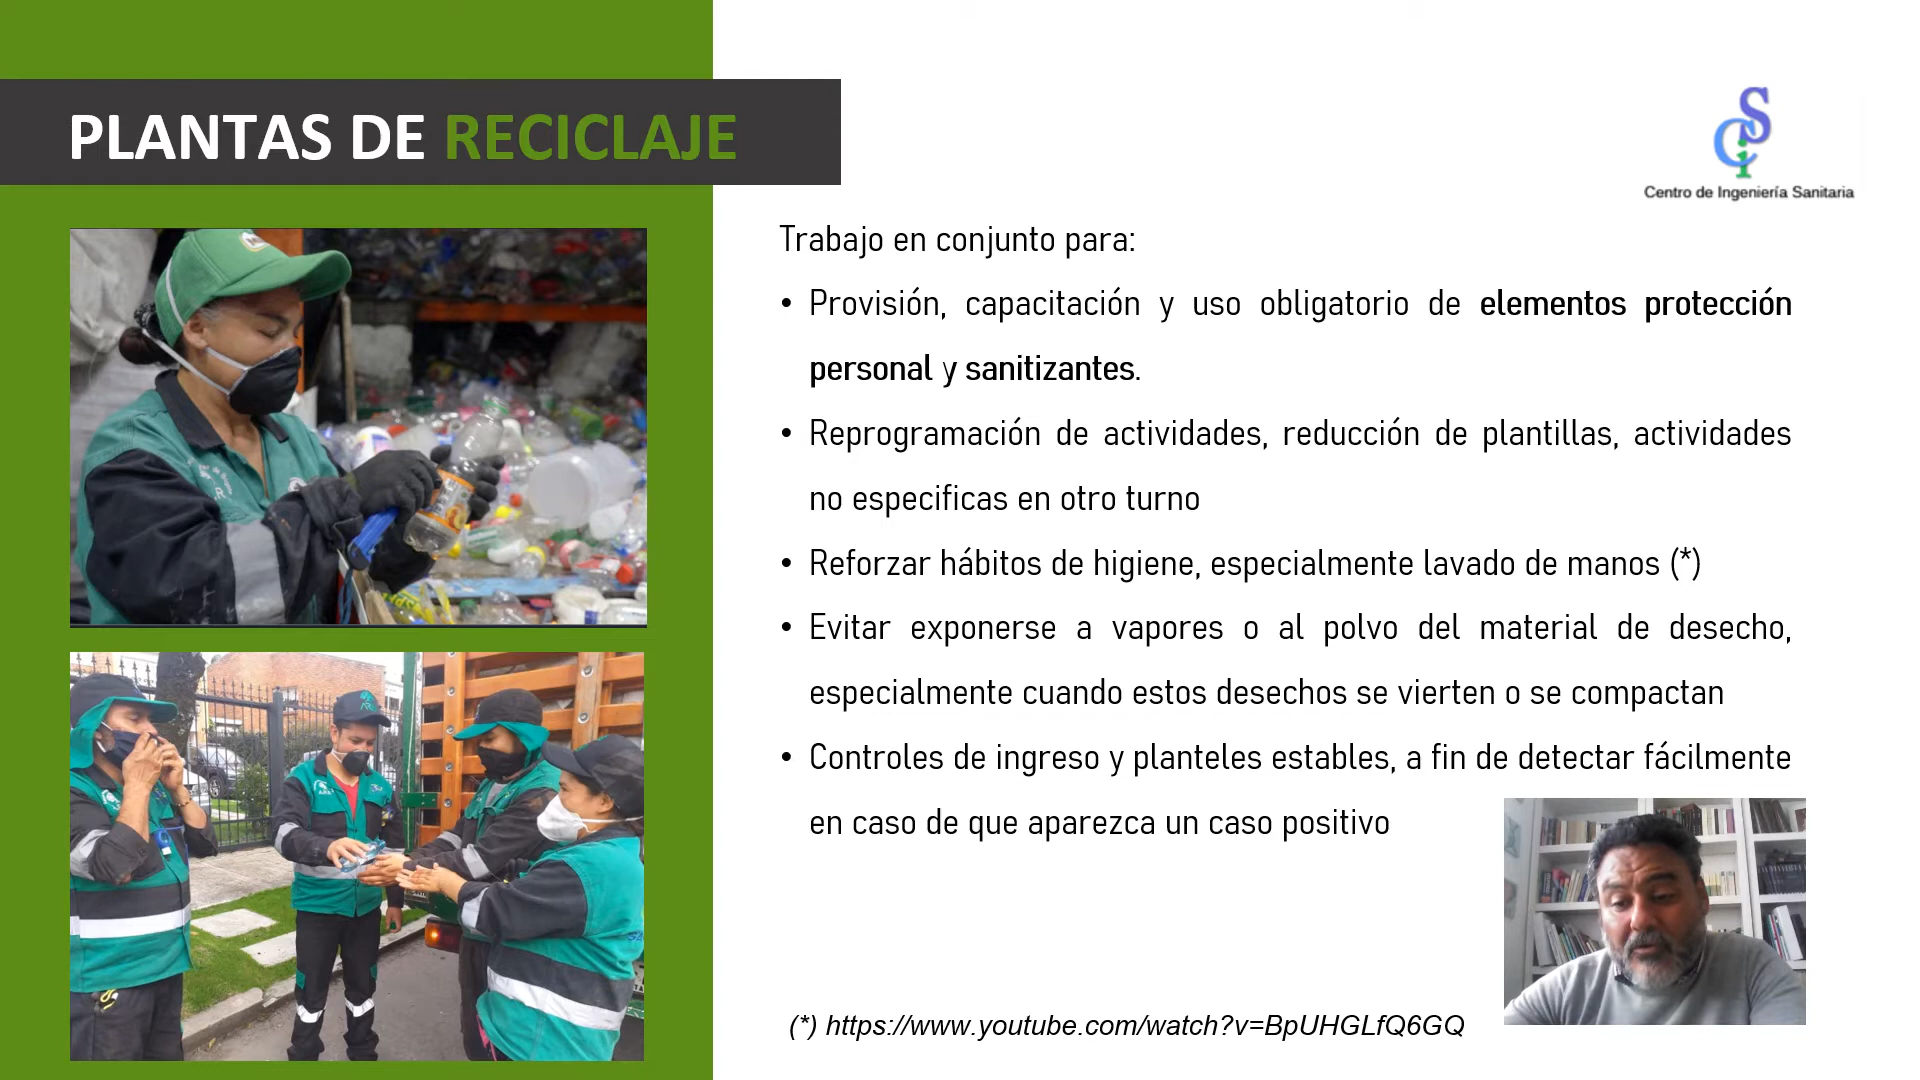 PLANTAS DE RECICLAJE
Centro de Ingeniería Sanitaria
Trabajo en conjunto para:
• Provisión, capacitación y uso obligatorio de elementos protección
personal y sanitizantes.
• Reprogramación de actividades, reducción de plantillas, actividades
no especificas en otro turno
• Reforzar hábitos de higiene, especialmente lavado de manos (*)
• Evitar exponerse a vapores o al polvo del material de desecho,
especialmente cuando estos desechos se vierten o se compactan
• Controles de ingreso y planteles estables, a fin de detectar fácilmente
en caso de que aparezca un caso positivo
(*) https://www.youtube.com/watch?v=BpUHGLfQ6GQ